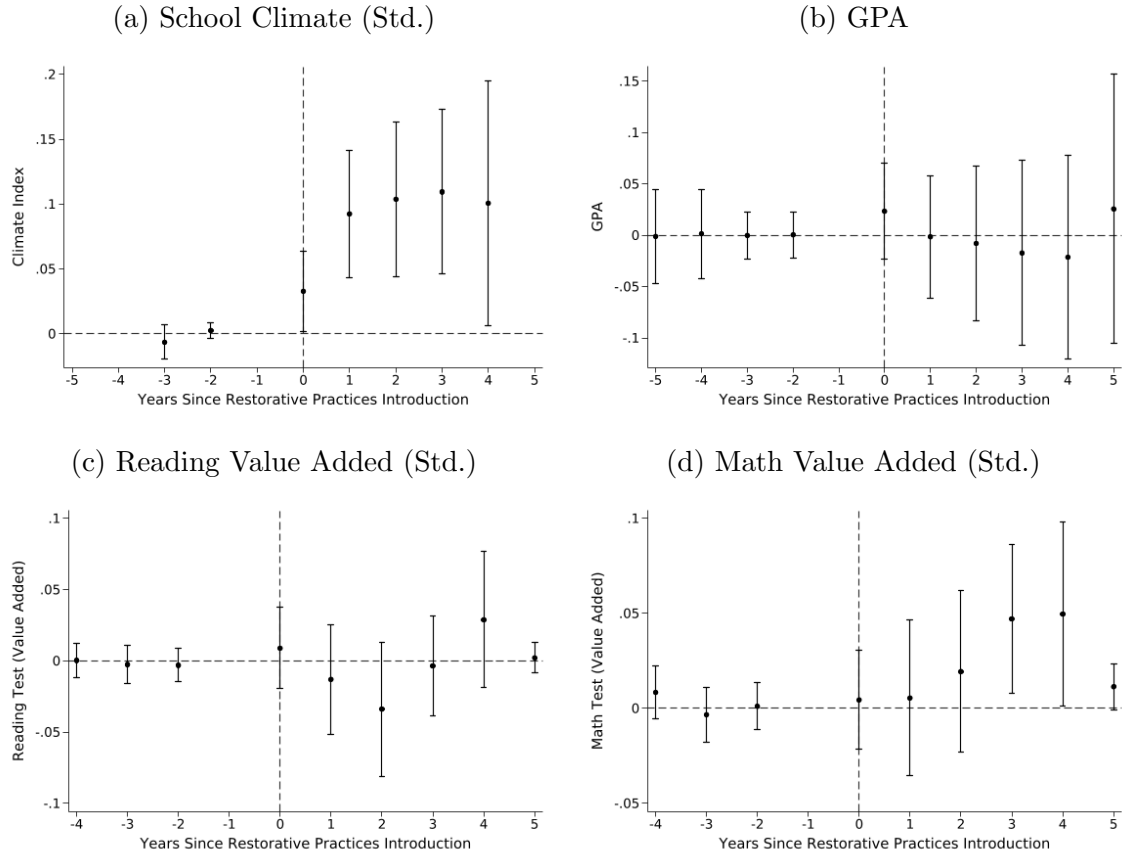 (a) School Climate (Std.)
.2
.15
.1
.05
0
Climate Index
-5 -4 -3 -2 -1 0 1 2 3 4 5
Years Since Restorative Practices Introduction
(b) GPA
.15
.1
.05
0
-.05
-.1
GPA
-5 -4 -3 -2 -1 0 1 2 3 4 5
Years Since Restorative Practices Introduction
(c) Reading Value Added (Std.)
.1
.05
0
-.05
-.1
Reading Test (Value Added)
-4 -3 -2 -1 0 1 2 3 4 5
Years Since Restorative Practices Introduction
(d) Math Value Added (Std.)
.1
.05
0
-.05
Math Test (Value Added)
-4 -3 -2 -1 0 1 2 3 4 5
Years Since Restorative Practices Introduction